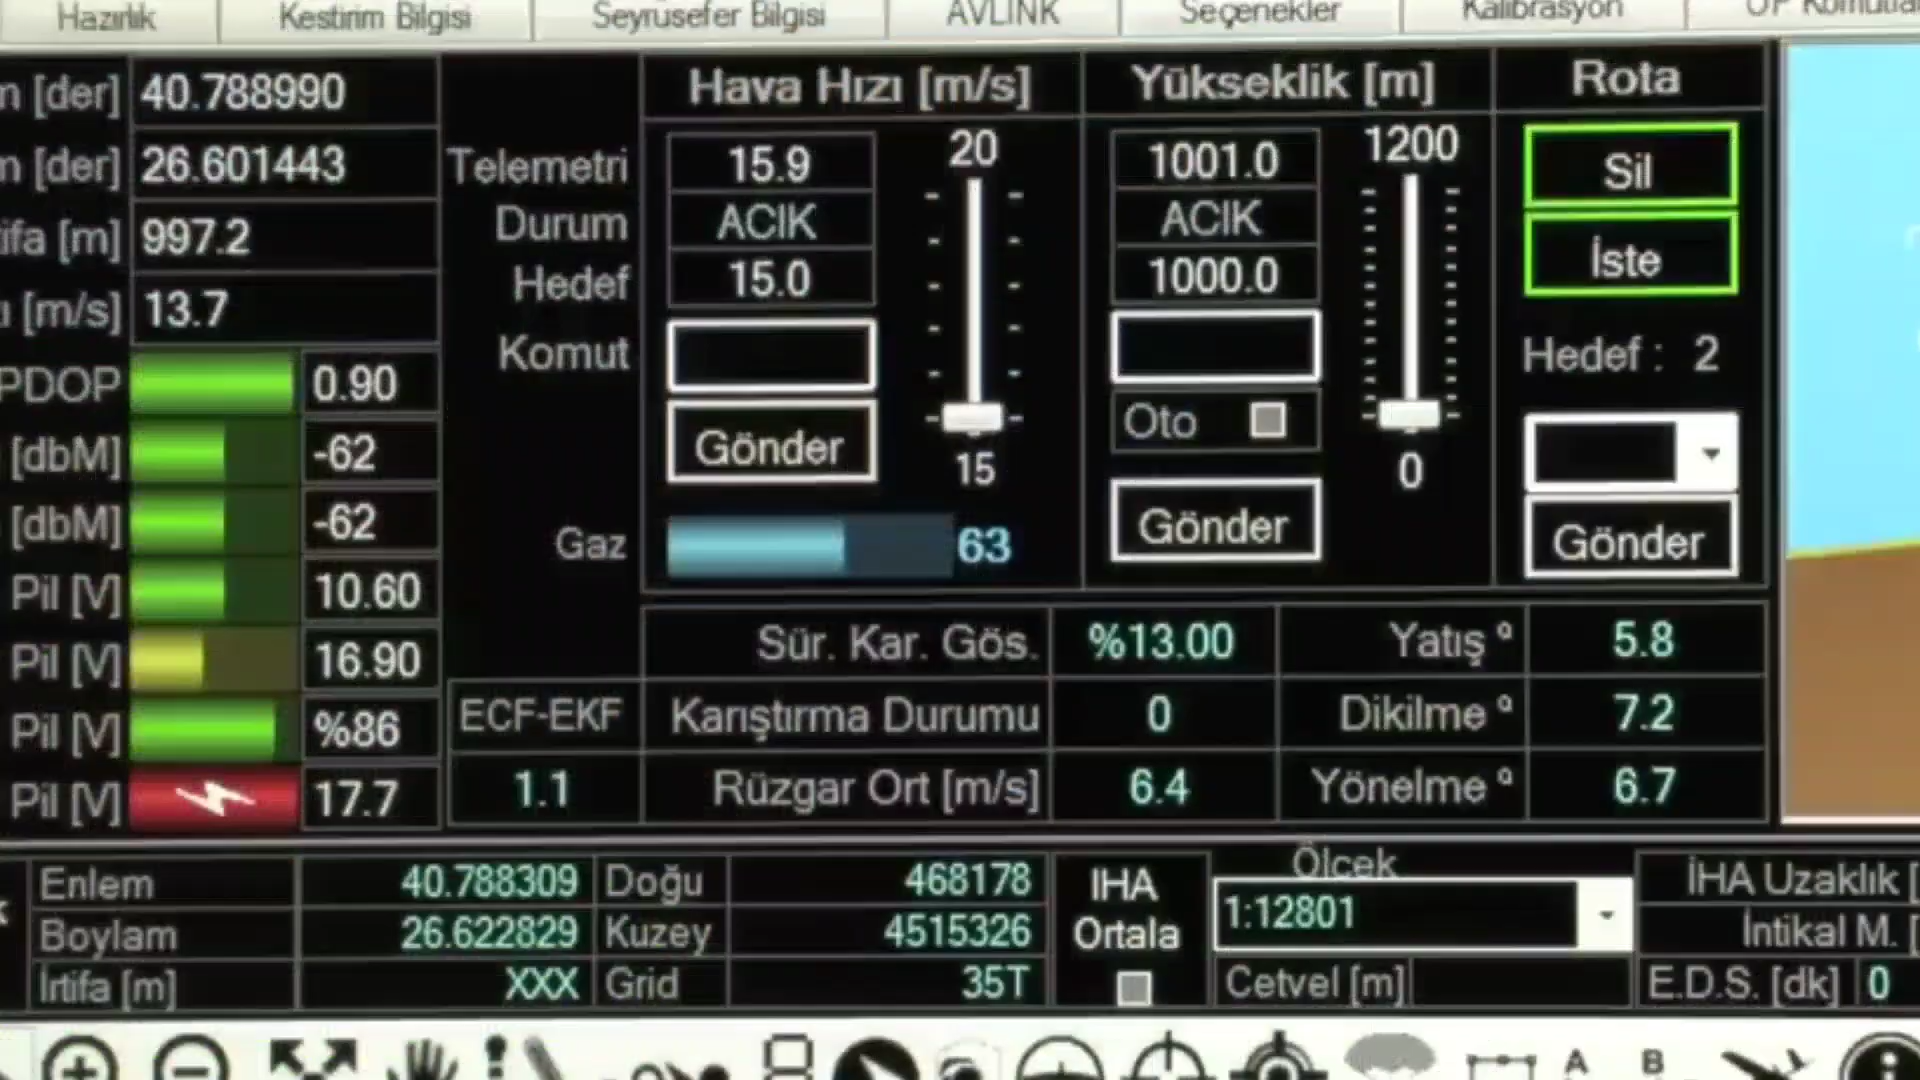 Hazırlık Kestirim Bilgisi Seyrüsefer Bilgisi AVLINK Seçenekler Kalibrasyon
[der] 40.788990
[der] 26.601443
[m] 997.2
[m/s] 13.7
PDOP 0.90
[dbM] -62
[dbM] -62
Pil [V] 10.60
Pil [V] 16.90
Pil [V] %86
Pil [V] 17.7
Telemetri
Durum
Hedef
Komut
Gaz
Hava Hızı [m/s]
15.9 20
ACIK
15.0
Gönder 15
63
Yükseklik [m]
1001.0 1200
ACIK
1000.0
Oto
0
Gönder
Rota
Sil
İste
Hedef : 2
Gönder
Sür. Kar. Gös. %13.00 Yatış º 5.8
ECF-EKF Karıştırma Durumu 0 Dikilme º 7.2
1.1 Rüzgar Ort [m/s] 6.4 Yönelme º 6.7
Enlem 40.788309 Doğu 468178
Boylam 26.622829 Kuzey 4515326
İrtifa [m] XXX Grid 35T
IHA
Ortala
Ölçek
1:12801
Cetvel [m]
İHA Uzaklık [
İntikal M. [
E.D.S. [dk] 0
A B